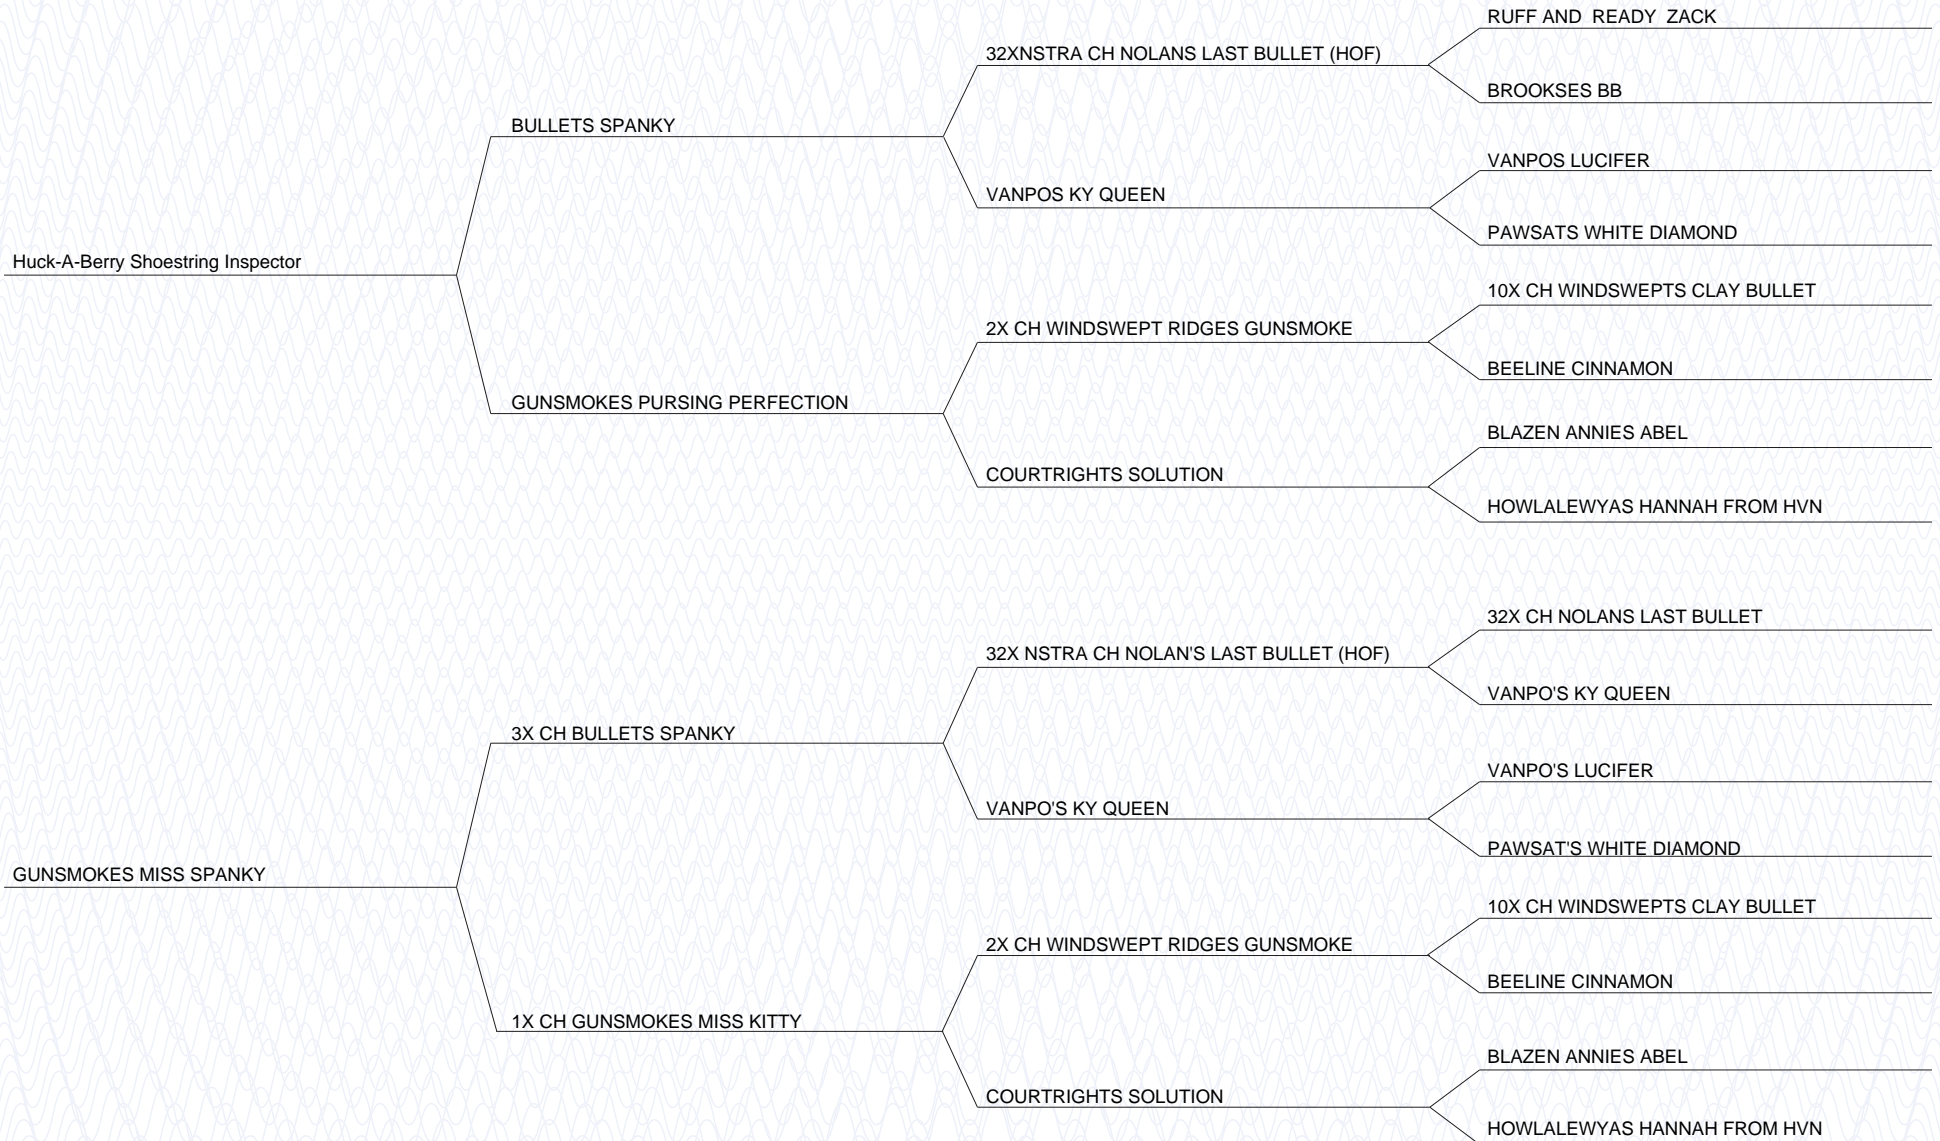 RUFF AND  READY  ZACK
32XNSTRA CH NOLANS LAST BULLET (HOF)
BROOKSES BB
BULLETS SPANKY
VANPOS LUCIFER
VANPOS KY QUEEN
PAWSATS WHITE DIAMOND
Huck-A-Berry Shoestring Inspector
10X CH WINDSWEPTS CLAY BULLET
2X CH WINDSWEPT RIDGES GUNSMOKE
BEELINE CINNAMON
GUNSMOKES PURSING PERFECTION
BLAZEN ANNIES ABEL
COURTRIGHTS SOLUTION
HOWLALEWYAS HANNAH FROM HVN
32X CH NOLANS LAST BULLET
32X NSTRA CH NOLAN'S LAST BULLET (HOF)
VANPO'S KY QUEEN
3X CH BULLETS SPANKY
VANPO'S LUCIFER
VANPO'S KY QUEEN
PAWSAT'S WHITE DIAMOND
GUNSMOKES MISS SPANKY
10X CH WINDSWEPTS CLAY BULLET
2X CH WINDSWEPT RIDGES GUNSMOKE
BEELINE CINNAMON
1X CH GUNSMOKES MISS KITTY
BLAZEN ANNIES ABEL
COURTRIGHTS SOLUTION
HOWLALEWYAS HANNAH FROM HVN